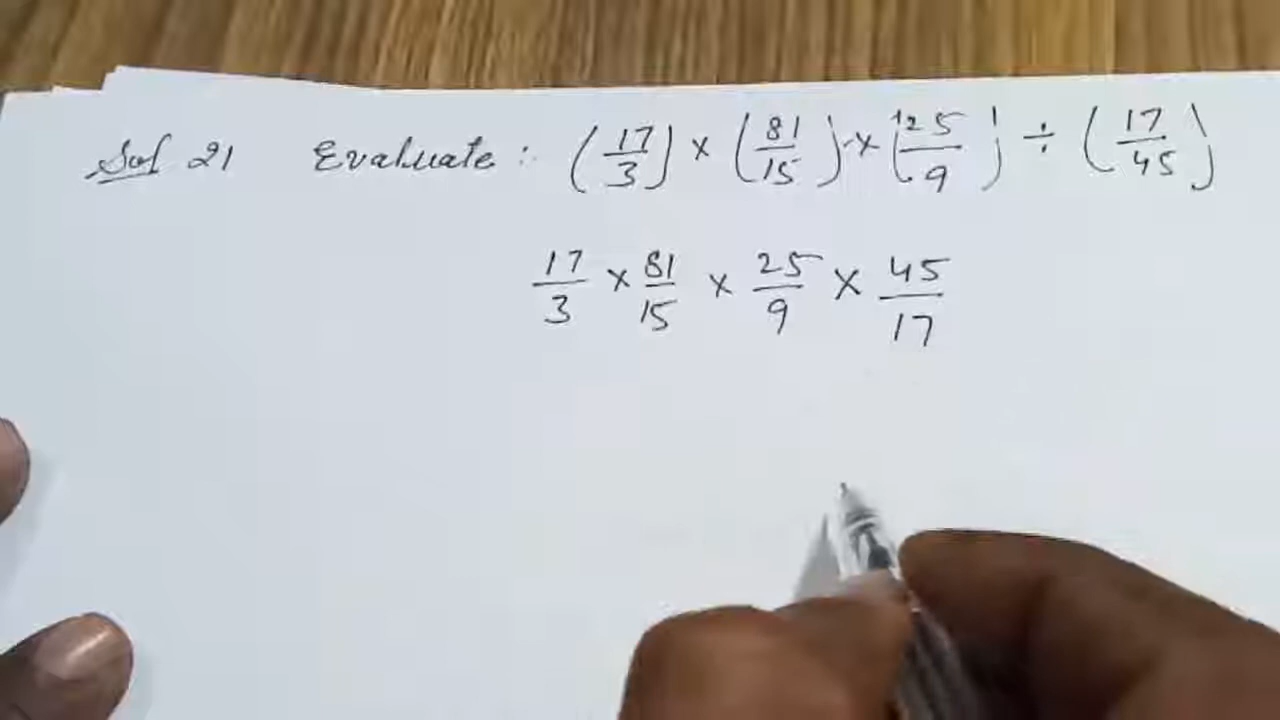 Sol 21 Evaluate : (17/3) × (81/15) × (125/9) ÷ (17/45)
17/3 × 81/15 × 25/9 × 45/17